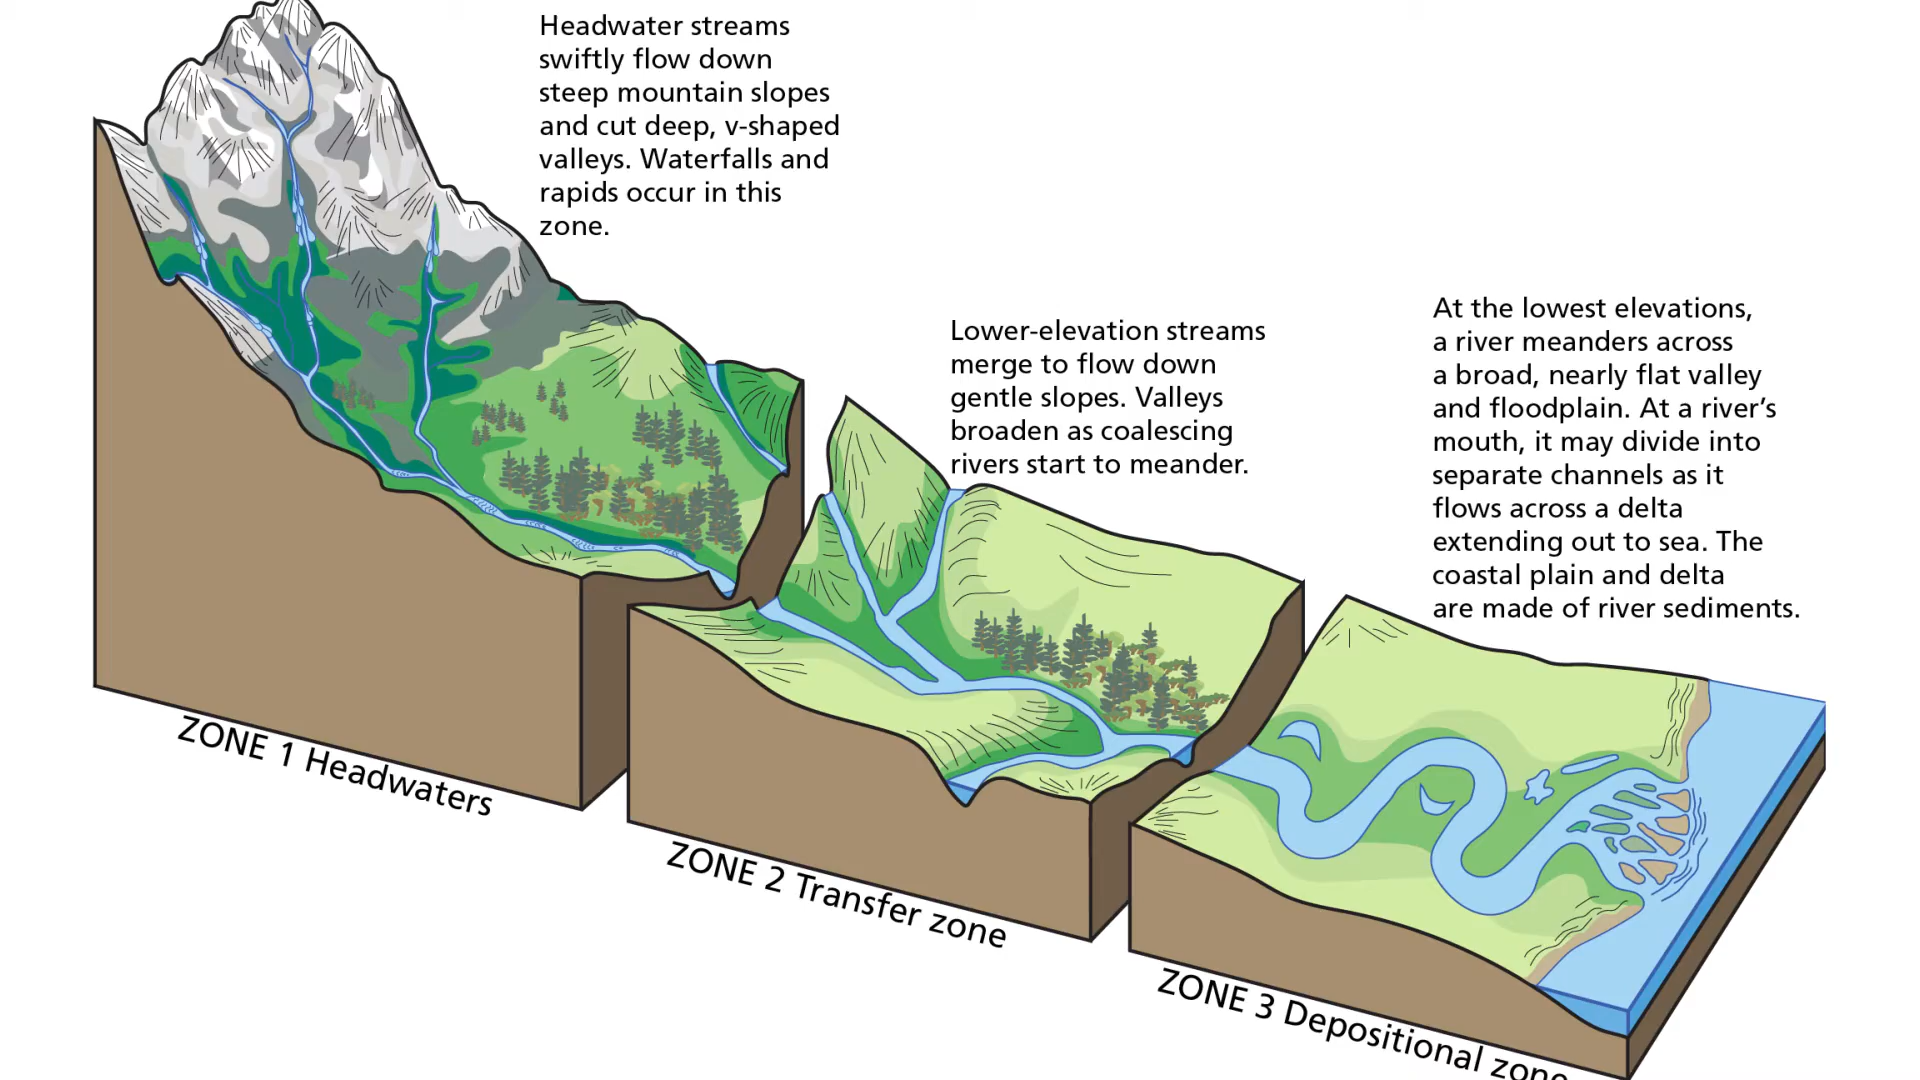 Headwater streams
swiftly flow down
steep mountain slopes
and cut deep, v-shaped
valleys. Waterfalls and
rapids occur in this
zone.
Lower-elevation streams
merge to flow down
gentle slopes. Valleys
broaden as coalescing
rivers start to meander.
At the lowest elevations,
a river meanders across
a broad, nearly flat valley
and floodplain. At a river’s
mouth, it may divide into
separate channels as it
flows across a delta
extending out to sea. The
coastal plain and delta
are made of river sediments.
ZONE 1 Headwaters
ZONE 2 Transfer zone
ZONE 3 Depositional zone